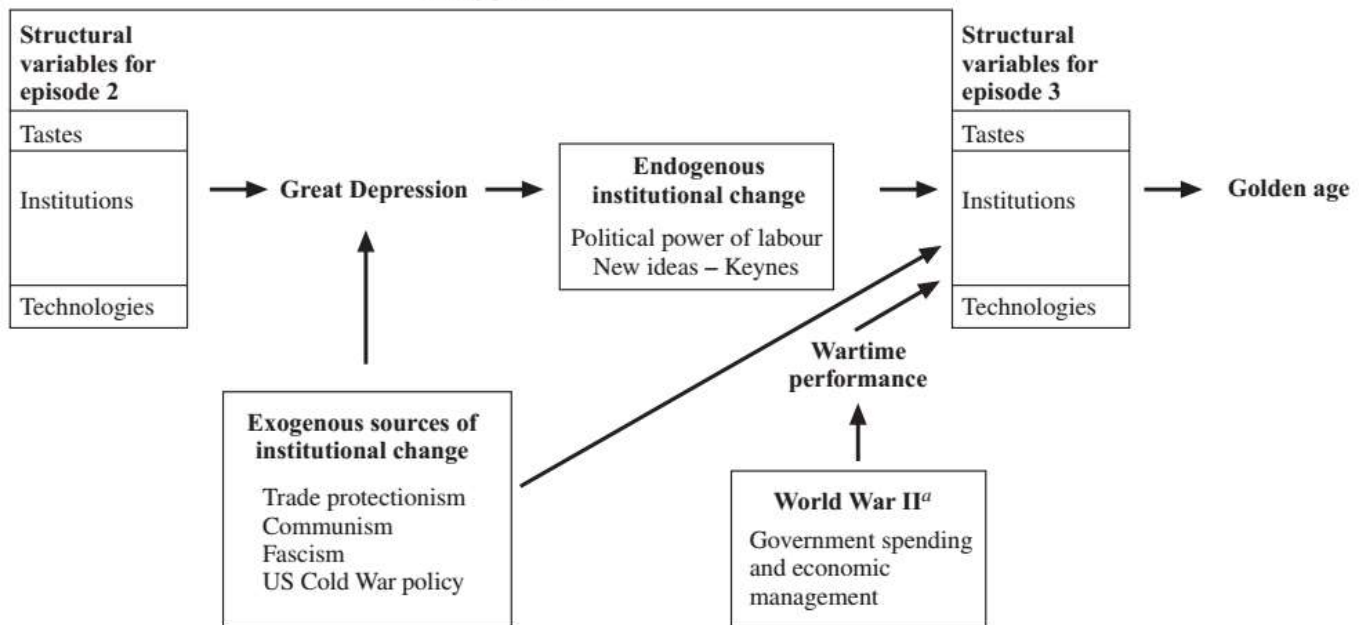 Structural
variables for
episode 2
Tastes
Institutions
Technologies
Great Depression
Endogenous
institutional change
Political power of labour
New ideas – Keynes
Structural
variables for
episode 3
Tastes
Institutions
Technologies
Golden age
Exogenous sources of
institutional change
Trade protectionism
Communism
Fascism
US Cold War policy
Wartime
performance
World War IIᵃ
Government spending
and economic
management